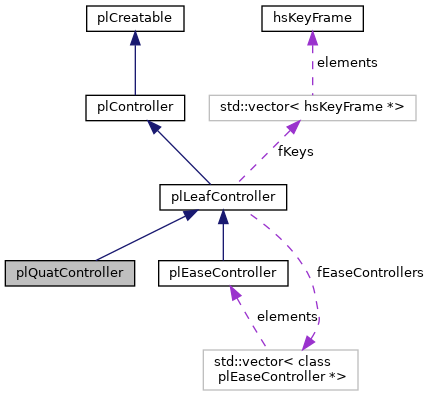 plCreatable
hsKeyFrame
elements
plController
std::vector< hsKeyFrame *>
fKeys
plLeafController
plQuatController
plEaseController
fEaseControllers
elements
std::vector< class
plEaseController *>